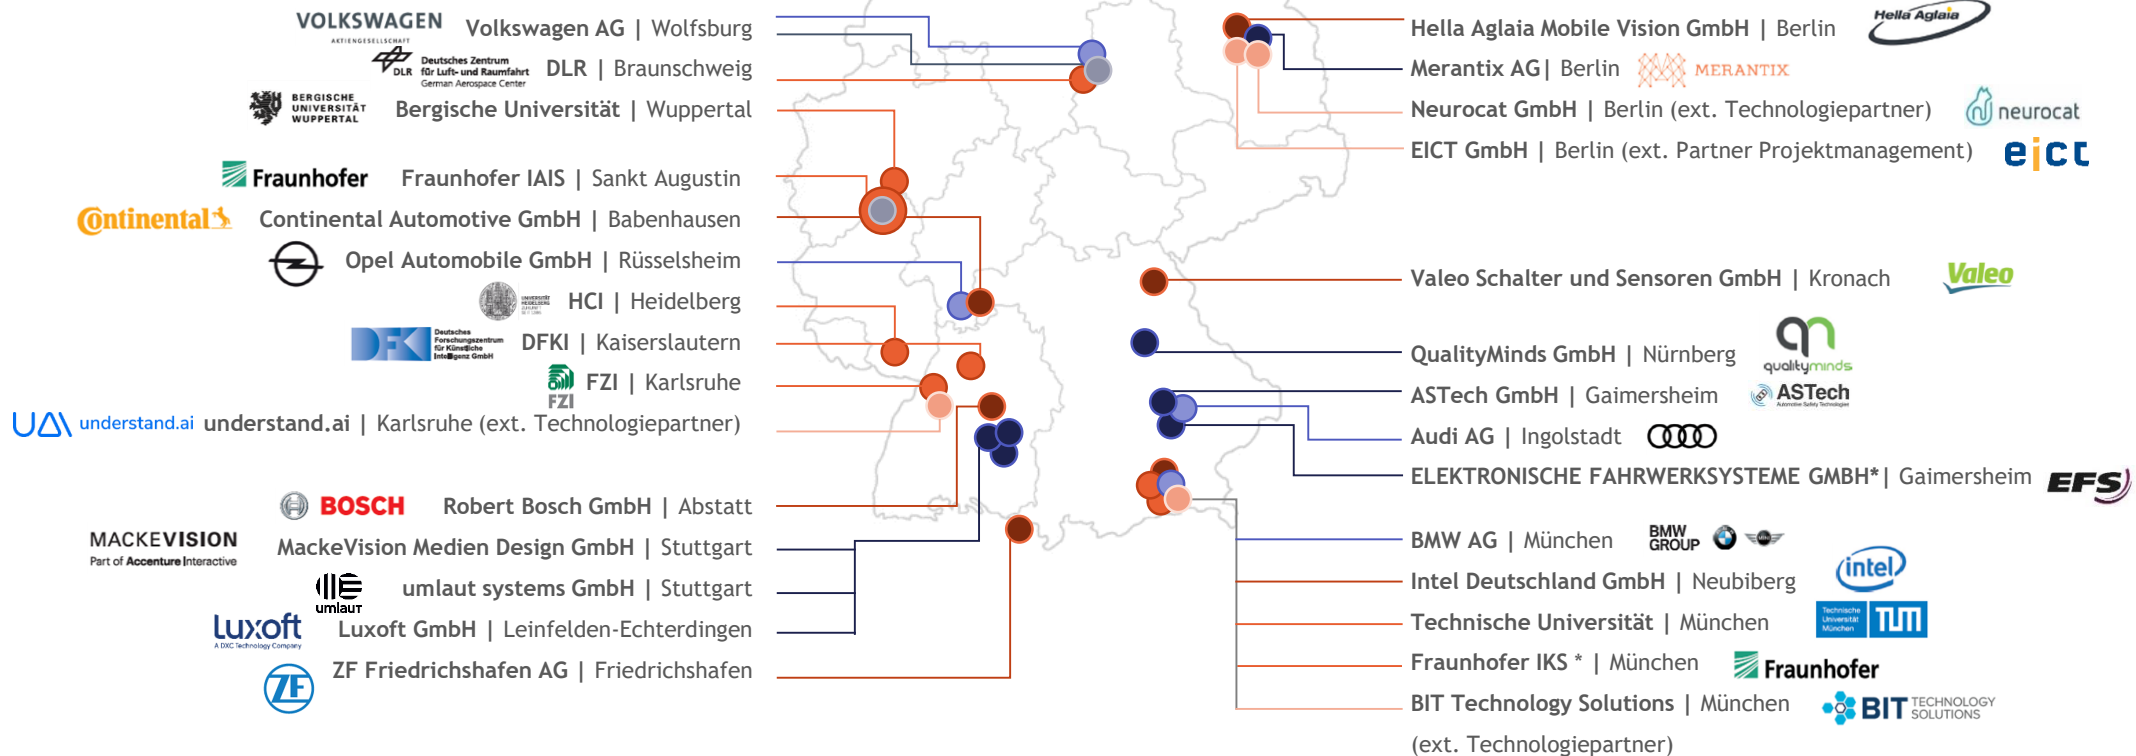 VOLKSWAGEN
AKTIENGESELLSCHAFT
Volkswagen AG | Wolfsburg
DLR
Deutsches Zentrum
für Luft- und Raumfahrt
German Aerospace Center
DLR | Braunschweig
BERGISCHE
UNIVERSITÄT
WUPPERTAL
Bergische Universität | Wuppertal
Fraunhofer
Fraunhofer IAIS | Sankt Augustin
Continental
Continental Automotive GmbH | Babenhausen
Opel Automobile GmbH | Rüsselsheim
UNIVERSITÄT
HEIDELBERG
HCI | Heidelberg
DFKI
Deutsches
Forschungszentrum
für Künstliche
Intelligenz GmbH
DFKI | Kaiserslautern
FZI
FZI | Karlsruhe
understand.ai
understand.ai | Karlsruhe (ext. Technologiepartner)
BOSCH
Robert Bosch GmbH | Abstatt
MACKEVISION
Part of Accenture Interactive
MackeVision Medien Design GmbH | Stuttgart
umlaut
umlaut systems GmbH | Stuttgart
Luxoft
A DXC Technology Company
Luxoft GmbH | Leinfelden-Echterdingen
ZF
ZF Friedrichshafen AG | Friedrichshafen
Hella Aglaia Mobile Vision GmbH | Berlin
Hella Aglaia
Merantix AG| Berlin
MERANTIX
Neurocat GmbH | Berlin (ext. Technologiepartner)
neurocat
EICT GmbH | Berlin (ext. Partner Projektmanagement)
eict
Valeo Schalter und Sensoren GmbH | Kronach
Valeo
QualityMinds GmbH | Nürnberg
qualityminds
ASTech GmbH | Gaimersheim
ASTech
Automotive Safety Technologies
Audi AG | Ingolstadt
ELEKTRONISCHE FAHRWERKSYSTEME GMBH*| Gaimersheim
EFS
BMW AG | München
BMW
GROUP
Intel Deutschland GmbH | Neubiberg
intel
Technische Universität | München
Technische
Universität
München
TUM
Fraunhofer IKS * | München
Fraunhofer
BIT Technology Solutions | München
BIT TECHNOLOGY
SOLUTIONS
(ext. Technologiepartner)